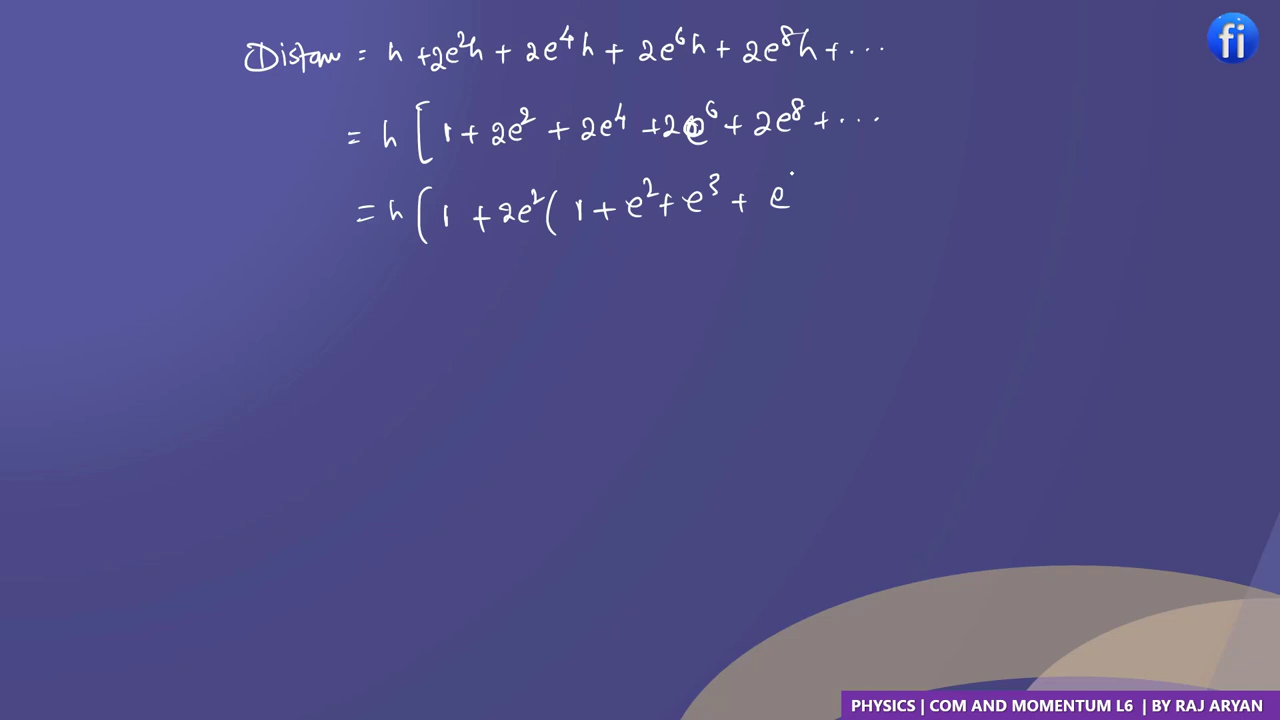 Distan = h + 2e²h + 2e⁴h + 2e⁶h + 2e⁸h + ...
fi
= h [ 1 + 2e² + 2e⁴ + 2e⁶ + 2e⁸ + ...
= h ( 1 + 2e² ( 1 + e² + e³ + e
PHYSICS | COM AND MOMENTUM L6 | BY RAJ ARYAN